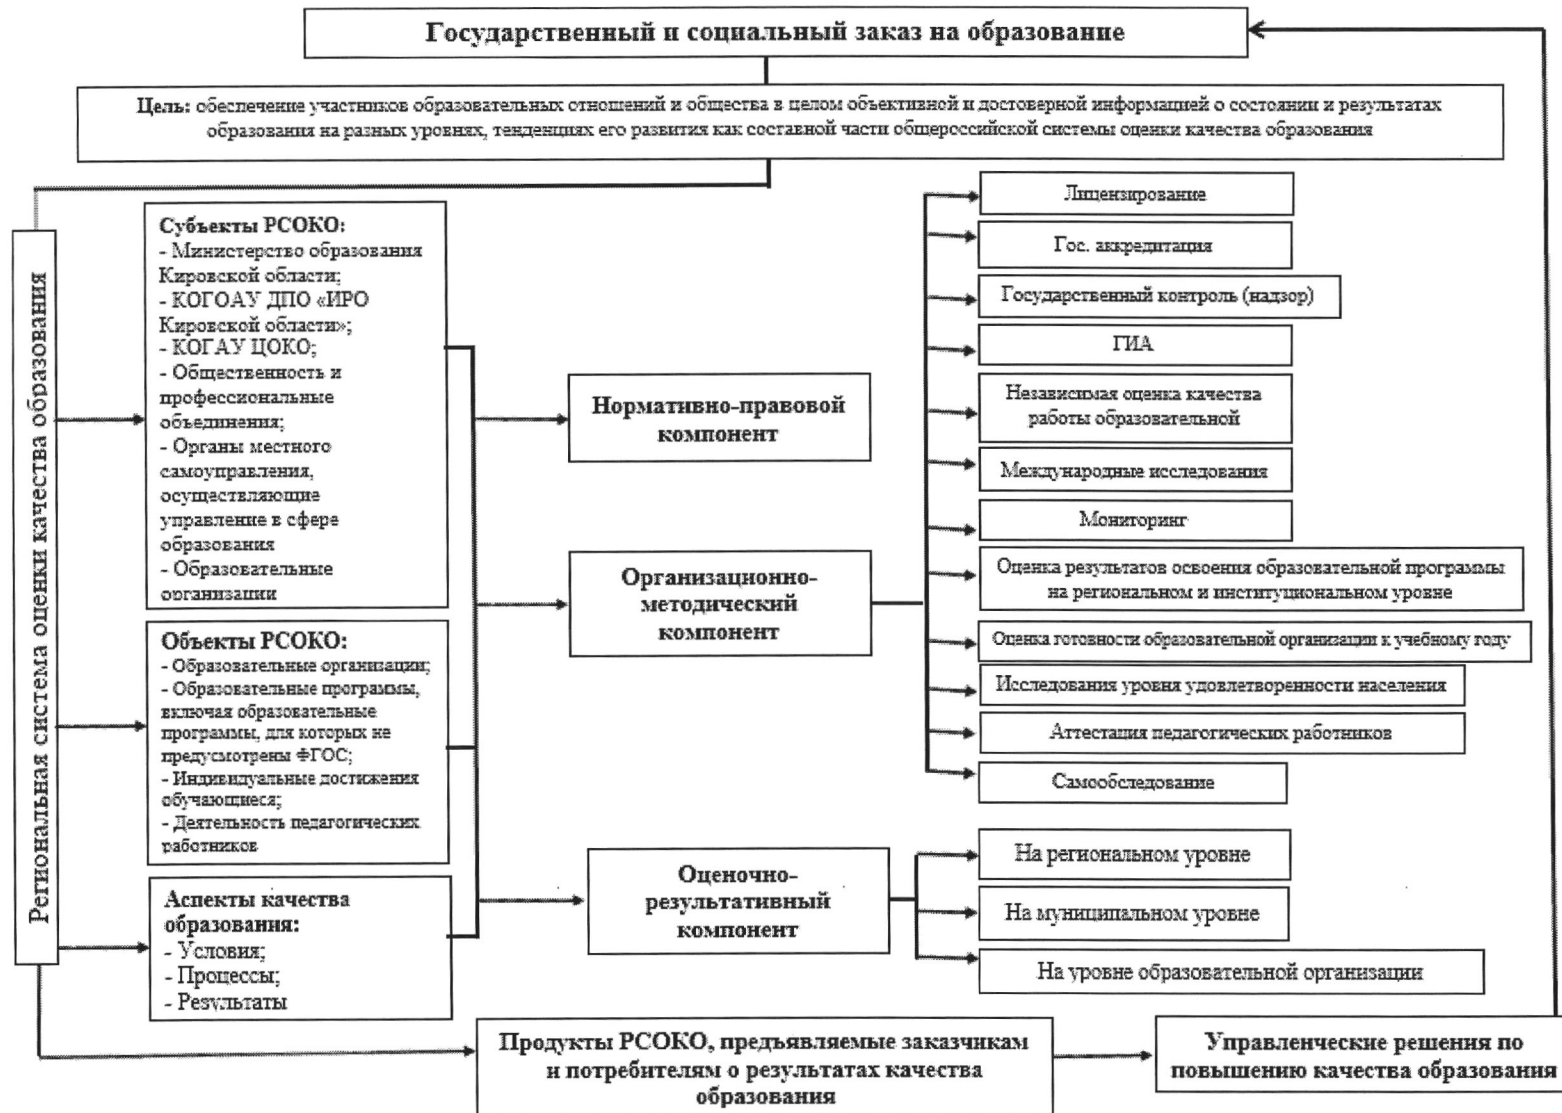 Государственный и социальный заказ на образование
Цель: обеспечение участников образовательных отношений и общества в целом объективной и достоверной информацией о состоянии и результатах
образования на разных уровнях, тенденциях его развития как составной части общероссийской системы оценки качества образования
Региональная система оценки качества образования
Субъекты РСОКО:
- Министерство образования
Кировской области;
- КОГОАУ ДПО «ИРО
Кировской области»;
- КОГАУ ЦОКО;
- Общественность и
профессиональные
объединения;
- Органы местного
самоуправления,
осуществляющие
управление в сфере
образования
- Образовательные
организации
Объекты РСОКО:
- Образовательные организации;
- Образовательные программы,
включая образовательные
программы, для которых не
предусмотрены ФГОС;
- Индивидуальные достижения
обучающиеся;
- Деятельность педагогических
работников
Аспекты качества
образования:
- Условия;
- Процессы;
- Результаты
Нормативно-правовой
компонент
Организационно-
методический
компонент
Оценочно-
результативный
компонент
Лицензирование
Гос. аккредитация
Государственный контроль (надзор)
ГИА
Независимая оценка качества
работы образовательной
Международные исследования
Мониторинг
Оценка результатов освоения образовательной программы
на региональном и институциональном уровне
Оценка готовности образовательной организации к учебному году
Исследования уровня удовлетворенности населения
Аттестация педагогических работников
Самообследование
На региональном уровне
На муниципальном уровне
На уровне образовательной организации
Продукты РСОКО, предъявляемые заказчикам
и потребителям о результатах качества
образования
Управленческие решения по
повышению качества образования